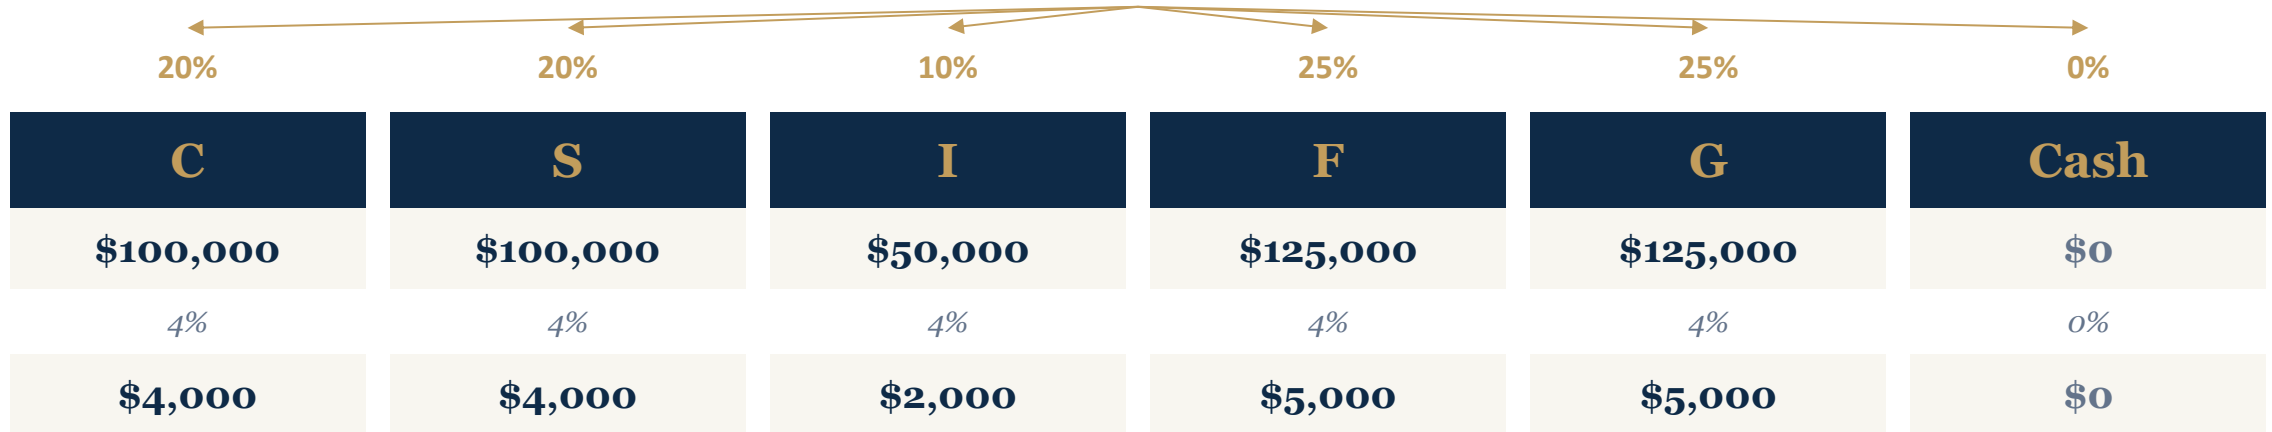 20% 20% 10% 25% 25% 0%
C S I F G Cash
$100,000 $100,000 $50,000 $125,000 $125,000 $0
4% 4% 4% 4% 4% 0%
$4,000 $4,000 $2,000 $5,000 $5,000 $0